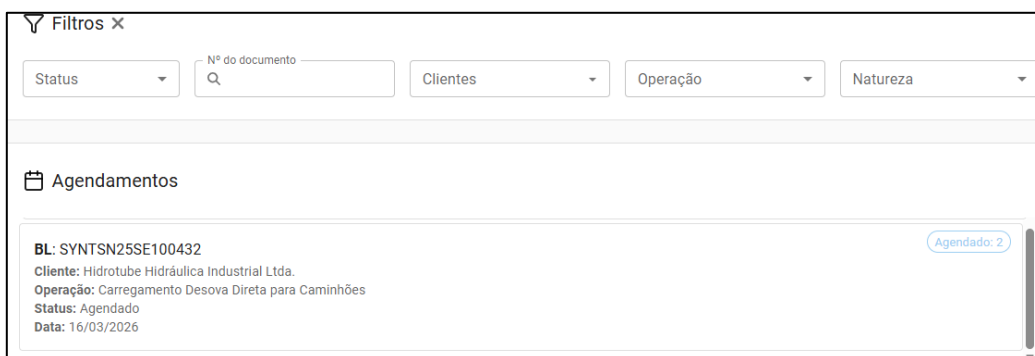 Filtros
Status
Nº do documento
Clientes
Operação
Natureza
Agendamentos
BL: SYNTSN25SE100432
Agendado: 2
Cliente: Hidrotube Hidráulica Industrial Ltda.
Operação: Carregamento Desova Direta para Caminhões
Status: Agendado
Data: 16/03/2026